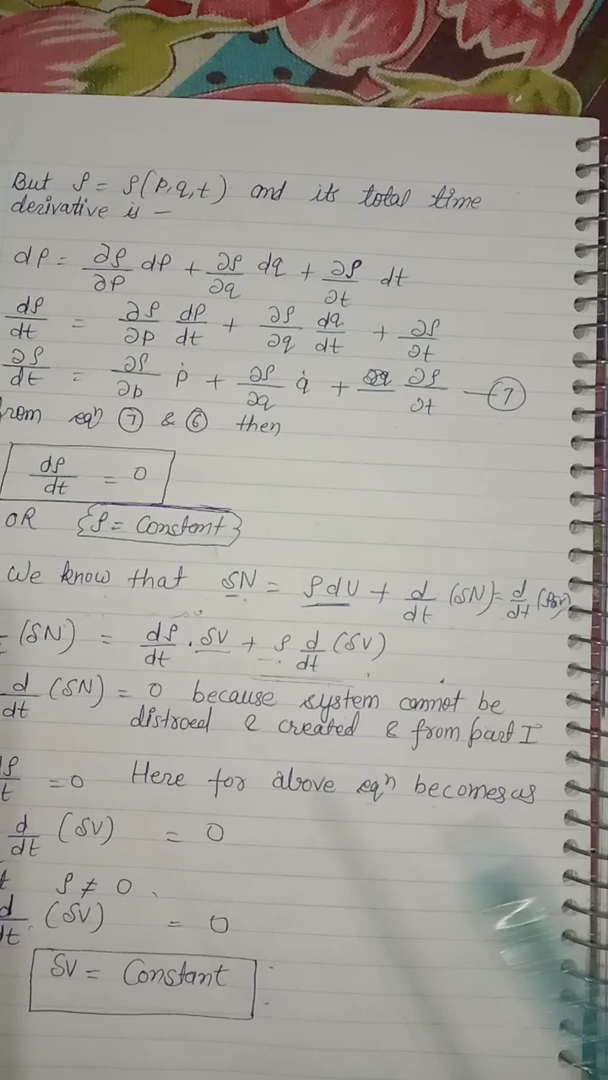 But ρ = ρ(p,q,t) and its total time
derivative is —
dρ = ∂ρ/∂p dp + ∂ρ/∂q dq + ∂ρ/∂t dt
dρ/dt = ∂ρ/∂p dp/dt + ∂ρ/∂q dq/dt + ∂ρ/∂t
∂ρ/dt = ∂ρ/∂p ṗ + ∂ρ/∂q q̇ + ∂ρ/∂t —⑦
from eqⁿ ⑦ & ⑥ then
dρ/dt = 0
OR {ρ = Constant}
We know that δN = ρdV + d/dt (δN) = d/dt
(δN) = dρ/dt . δV + ρ d/dt (δV)
d/dt (δN) = 0 because system cannot be
distroed & created & from part I
ρ/t = 0 Here for above eqⁿ becomes as
d/dt (δV) = 0
t ρ ≠ 0
d/dt (δV) = 0
δV = Constant